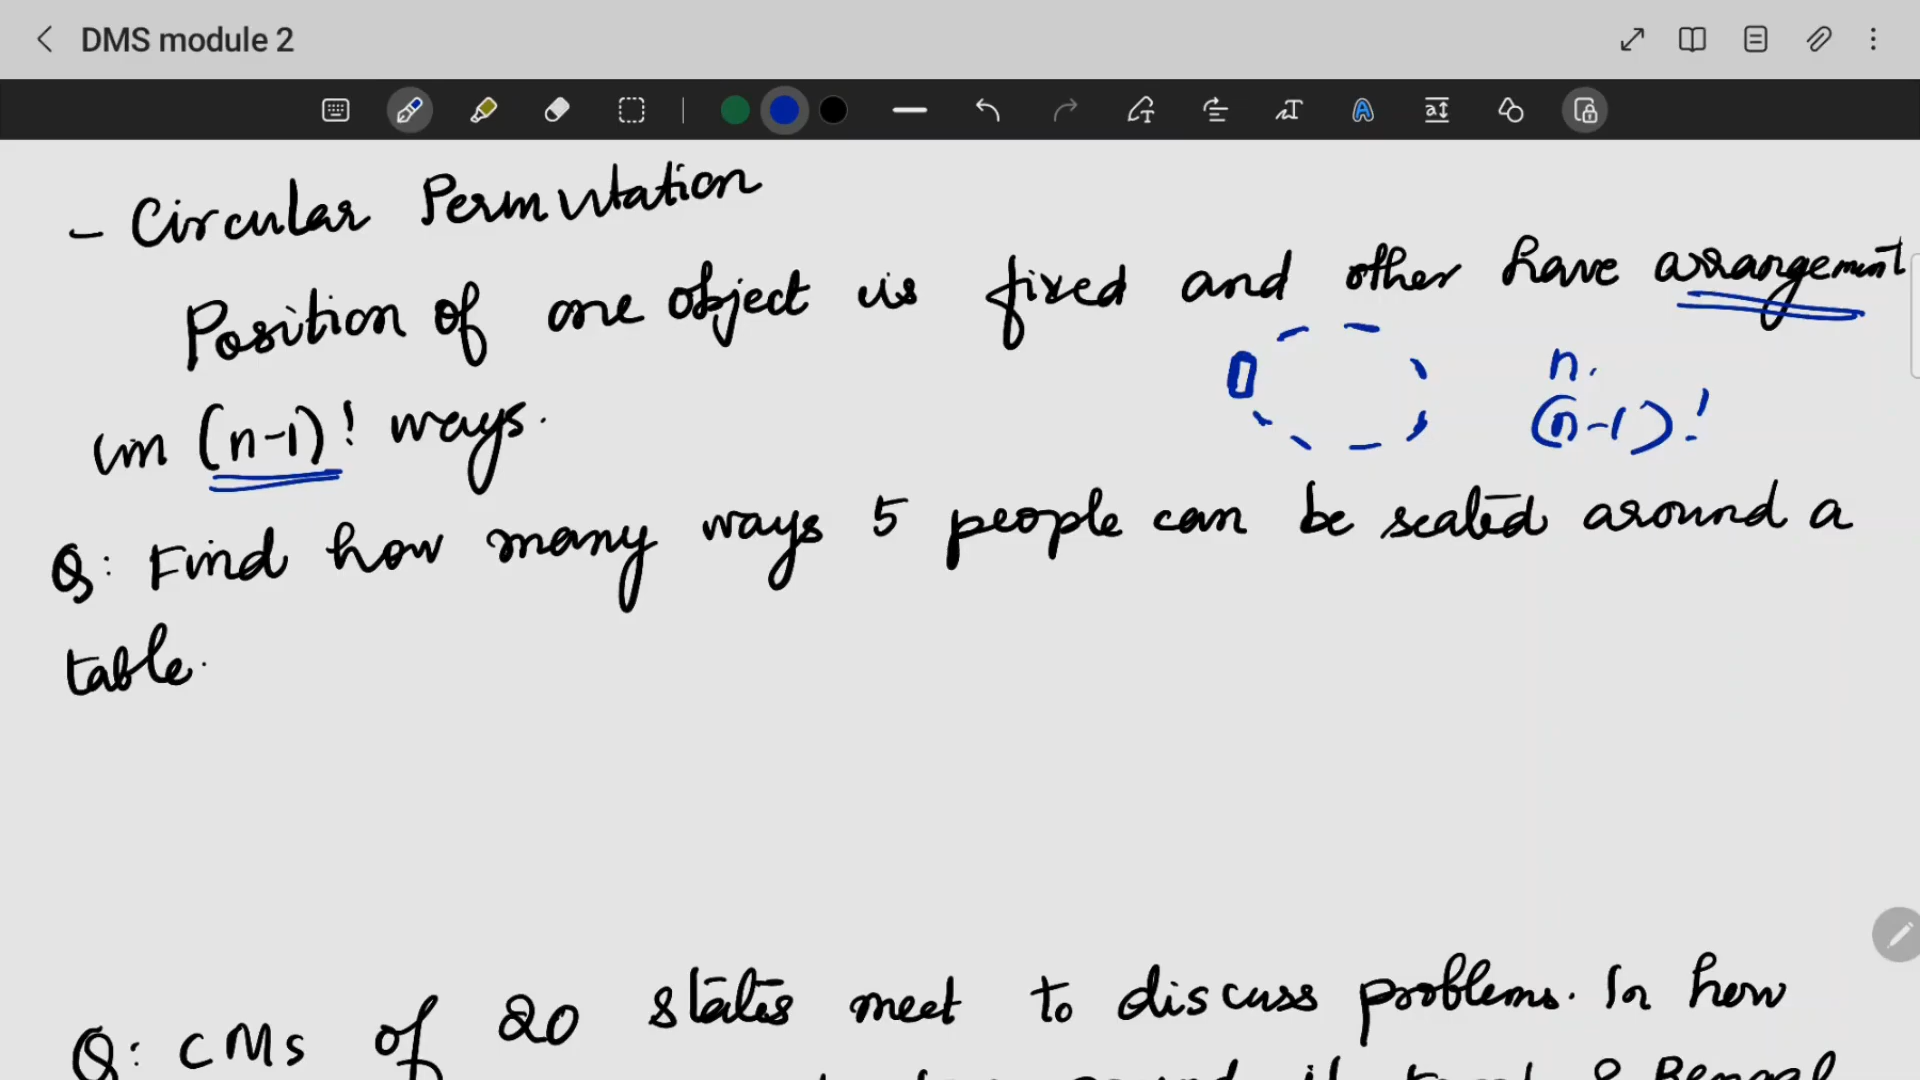 DMS module 2
- Circular Permutation
Position of one object is fixed and other have arrangement
in (n-1)! ways.
n.
(n-1)!
Q: Find how many ways 5 people can be seated around a
table.
Q: CMs of 20 states meet to discuss problems. In how